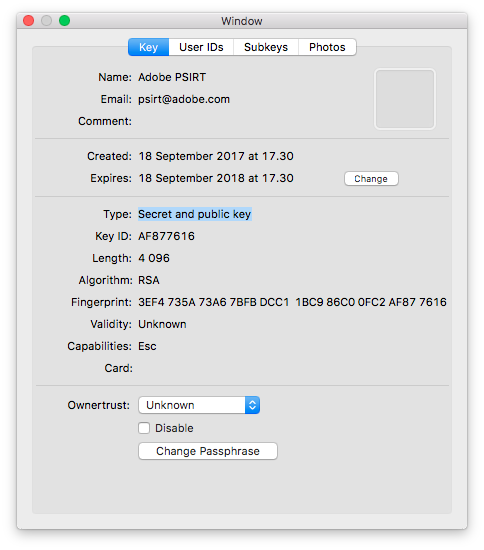 Window
Key User IDs Subkeys Photos
Name: Adobe PSIRT
Email: psirt@adobe.com
Comment:
Created: 18 September 2017 at 17.30
Expires: 18 September 2018 at 17.30 Change
Type: Secret and public key
Key ID: AF877616
Length: 4 096
Algorithm: RSA
Fingerprint: 3EF4 735A 73A6 7BFB DCC1 1BC9 86C0 0FC2 AF87 7616
Validity: Unknown
Capabilities: Esc
Card:
Ownertrust: Unknown
Disable
Change Passphrase